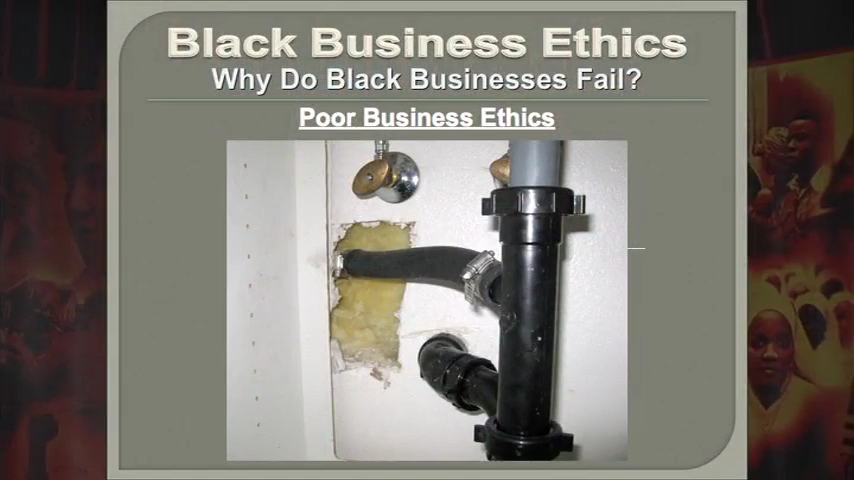 Black Business Ethics
Why Do Black Businesses Fail?
Poor Business Ethics